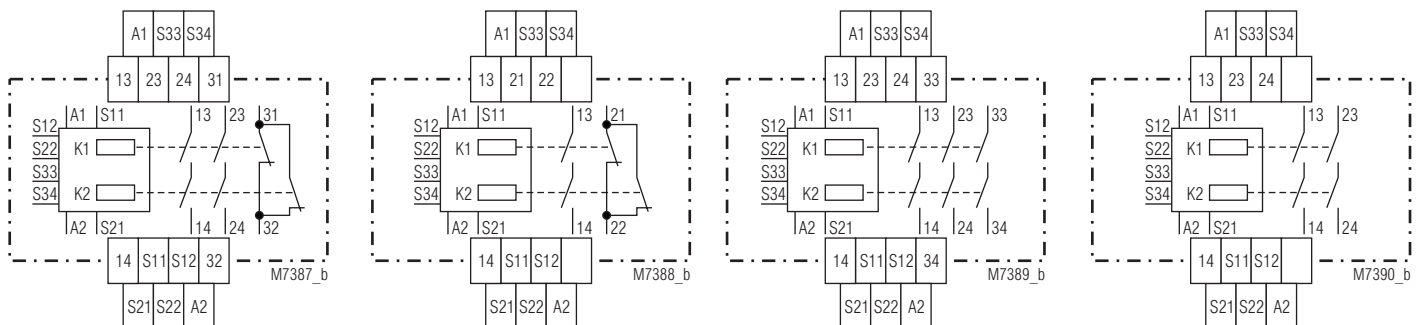 A1 S33 S34
13 23 24 31
A1 S11 13 23 31
S12
S22 K1
S33
S34 K2
A2 S21 14 24 32
14 S11 S12 32
M7387_b
S21 S22 A2
A1 S33 S34
13 21 22
A1 S11 13 21
S12
S22 K1
S33
S34 K2
A2 S21 14 22
14 S11 S12
M7388_b
S21 S22 A2
A1 S33 S34
13 23 24 33
A1 S11 13 23 33
S12
S22 K1
S33
S34 K2
A2 S21 14 24 34
14 S11 S12 34
M7389_b
S21 S22 A2
A1 S33 S34
13 23 24
A1 S11 13 23
S12
S22 K1
S33
S34 K2
A2 S21 14 24
14 S11 S12
M7390_b
S21 S22 A2